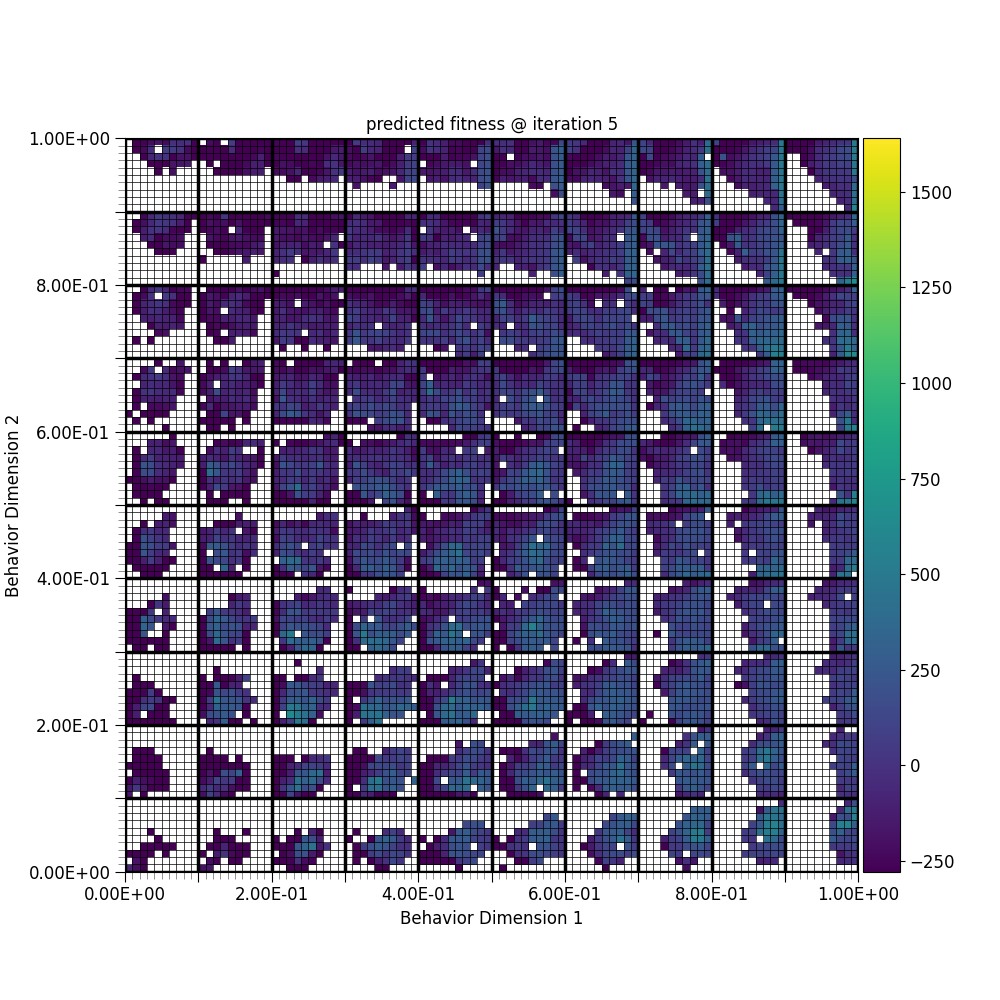 predicted fitness @ iteration 5
1.00E+00
8.00E-01
6.00E-01
4.00E-01
2.00E-01
0.00E+00
Behavior Dimension 2
0.00E+00 2.00E-01 4.00E-01 6.00E-01 8.00E-01 1.00E+00
Behavior Dimension 1
1500
1250
1000
750
500
250
0
−250